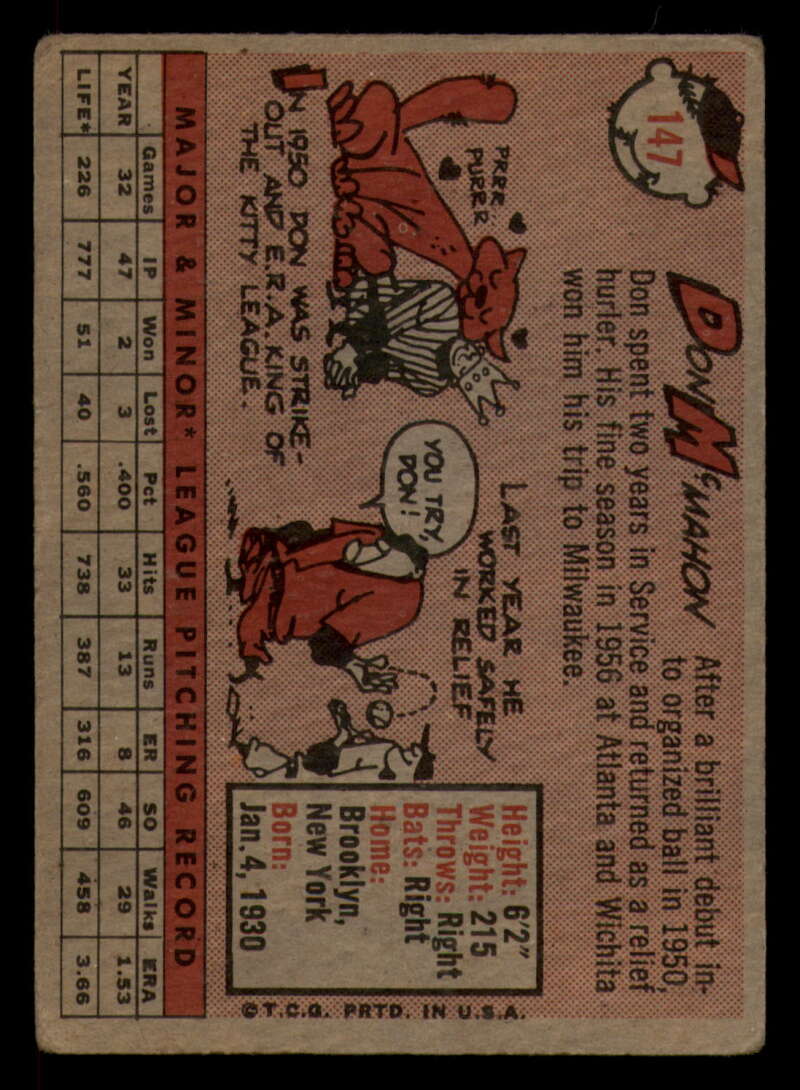 147
DON McMAHON
After a brilliant debut in-
to organized ball in 1950,
Don spent two years in Service and returned as a relief
hurler. His fine season in 1956 at Atlanta and Wichita
won him his trip to Milwaukee.
PRRR..
PURRR
IN 1950 DON WAS STRIKE-
OUT AND E.R.A. KING OF
THE KITTY LEAGUE..
LAST YEAR HE
WORKED SAFELY
IN RELIEF
YOU TRY,
DON!
Height: 6'2"
Weight: 215
Throws: Right
Bats: Right
Home:
Brooklyn,
New York
Born:
Jan. 4, 1930
©T.C.G. PRTD. IN U.S.A.
MAJOR & MINOR* LEAGUE PITCHING RECORD
Games IP Won Lost Pct Hits Runs ER SO Walks ERA
YEAR 32 47 2 3 .400 33 13 8 46 29 1.53
LIFE* 226 777 51 40 .560 738 387 316 609 458 3.66